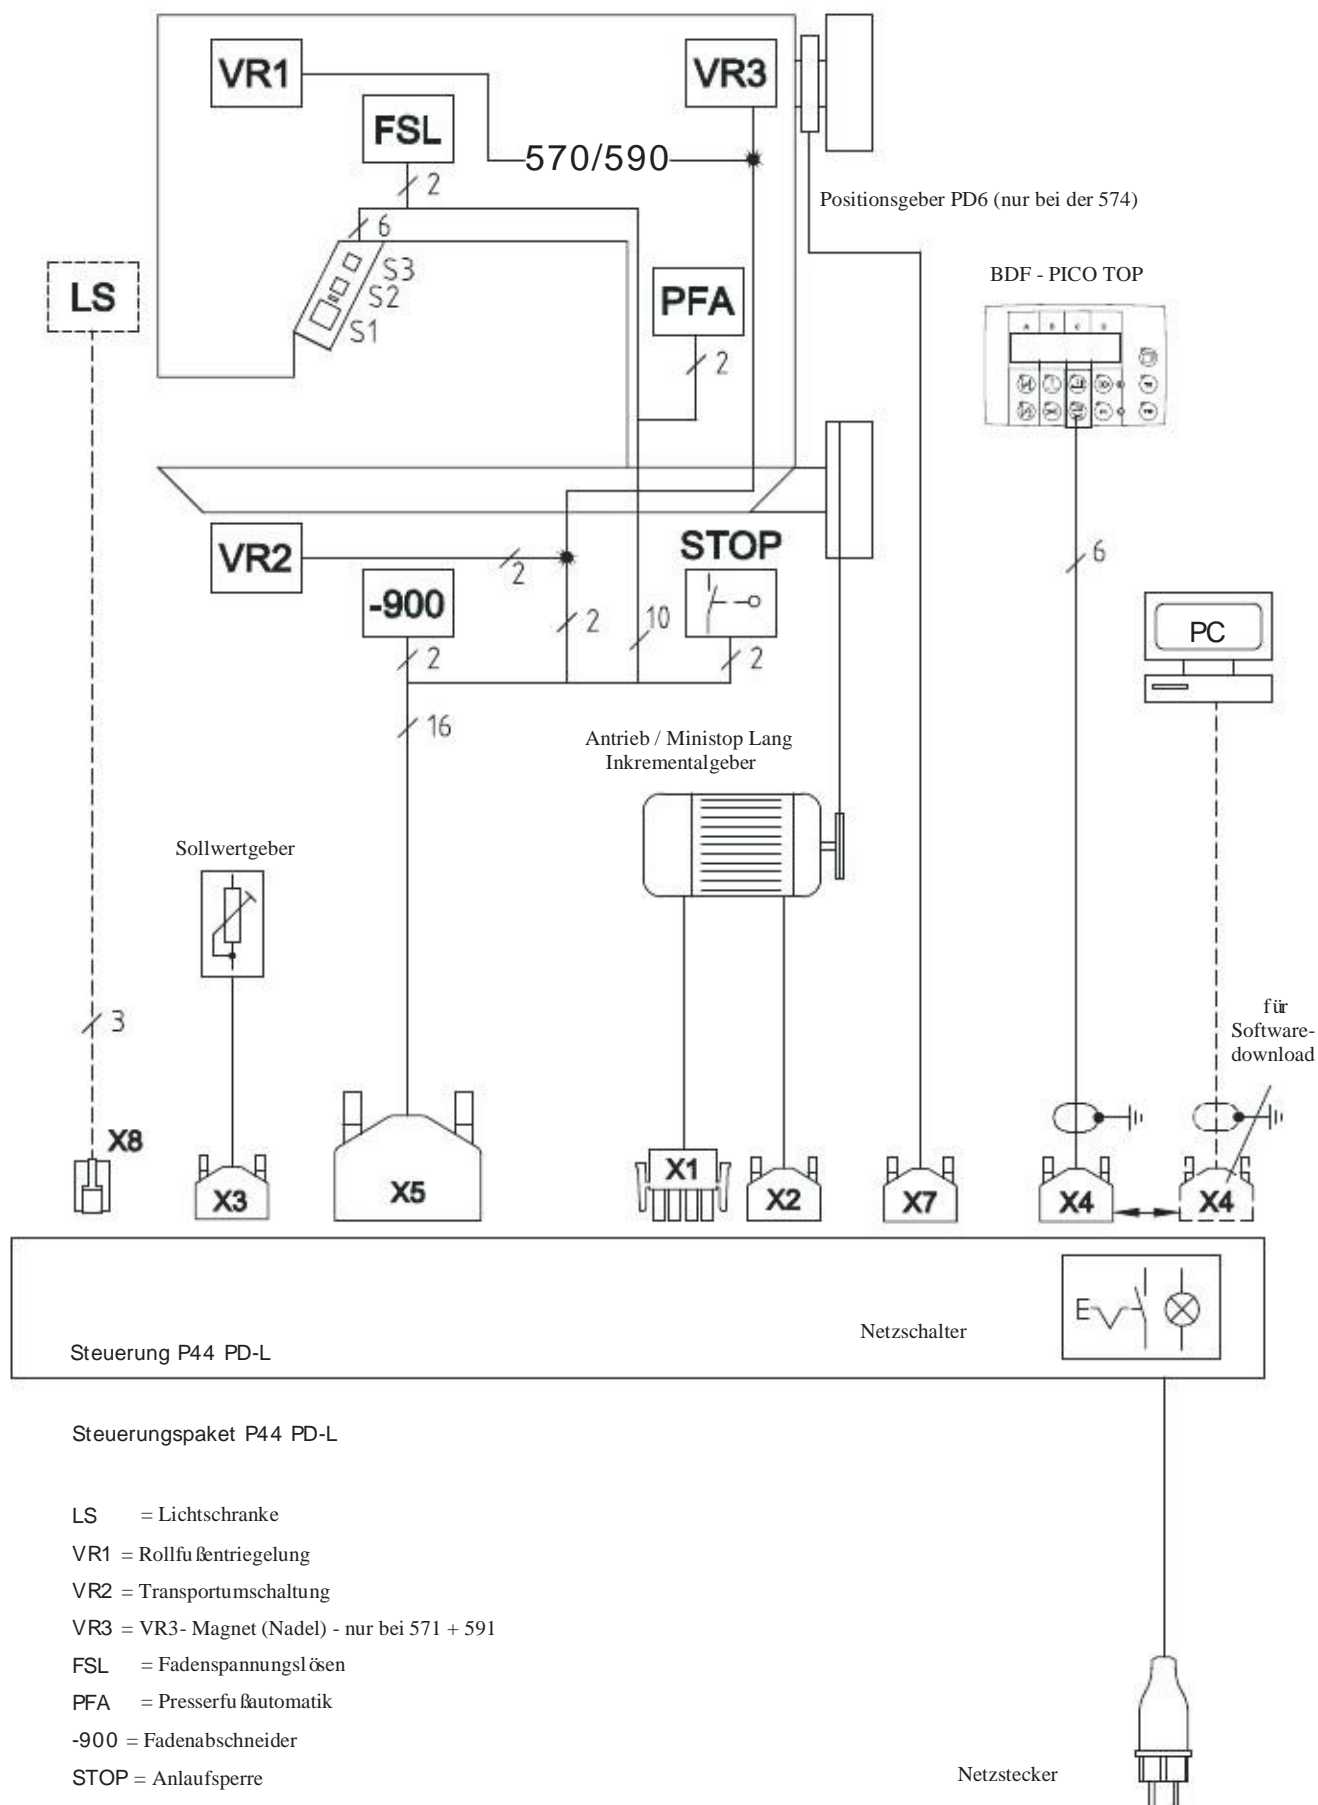 VR1
VR3
FSL
570/590
2
Positionsgeber PD6 (nur bei der 574)
6
S3
S2
S1
LS
PFA
2
BDF - PICO TOP
A B C D
VR2
2
STOP
-900
2
10
2
2
6
PC
16
Antrieb / Ministop Lang
Inkrementalgeber
Sollwertgeber
3
für
Software-
download
X8
X3
X5
X1
X2
X7
X4
X4
E
Netzschalter
Steuerung P44 PD-L
Steuerungspaket P44 PD-L
LS = Lichtschranke
VR1 = Rollfußentriegelung
VR2 = Transportumschaltung
VR3 = VR3- Magnet (Nadel) - nur bei 571 + 591
FSL = Fadenspannungslösen
PFA = Presserfußautomatik
-900 = Fadenabschneider
STOP = Anlaufsperre
Netzstecker